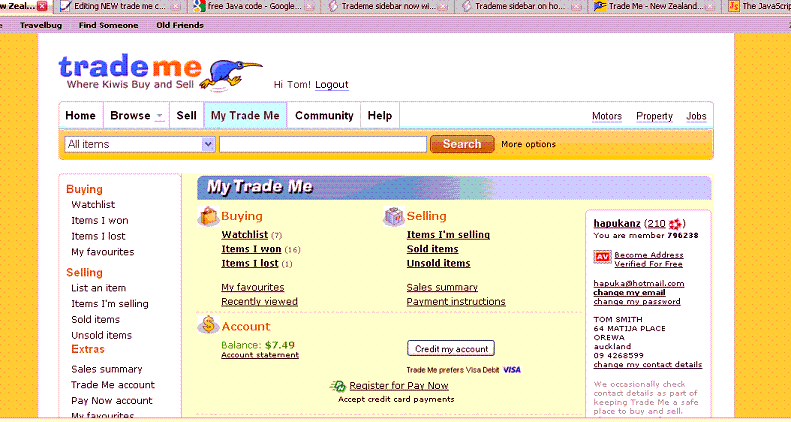 w Zeal...
Editing NEW trade me c...
free Java code - Google...
Trademe sidebar now wi...
Trademe sidebar on ho...
Trade Me - New Zealand...
The JavaScrip
Travelbug Find Someone Old Friends
trade me
Where Kiwis Buy and Sell
Hi Tom! Logout
Home Browse Sell My Trade Me Community Help
Motors Property Jobs
All items Search More options
My Trade Me
Buying
Watchlist
Items I won
Items I lost
My favourites
Selling
List an item
Items I'm selling
Sold items
Unsold items
Extras
Sales summary
Trade Me account
Pay Now account
My favourites
Buying
Watchlist (7)
Items I won (16)
Items I lost (1)
My favourites
Recently viewed
Selling
Items I'm selling
Sold items
Unsold items
Sales summary
Payment instructions
Account
Balance: $7.49
Account statement
Credit my account
Trade Me prefers Visa Debit VISA
Register for Pay Now
Accept credit card payments
hapukanz (210)
You are member 796238
AV Become Address
Verified For Free
hapuka@hotmail.com
change my email
change my password
TOM SMITH
64 MATIJA PLACE
OREWA
auckland
09 4268599
change my contact details
We occasionally check
contact details as part of
keeping Trade Me a safe
place to buy and sell.